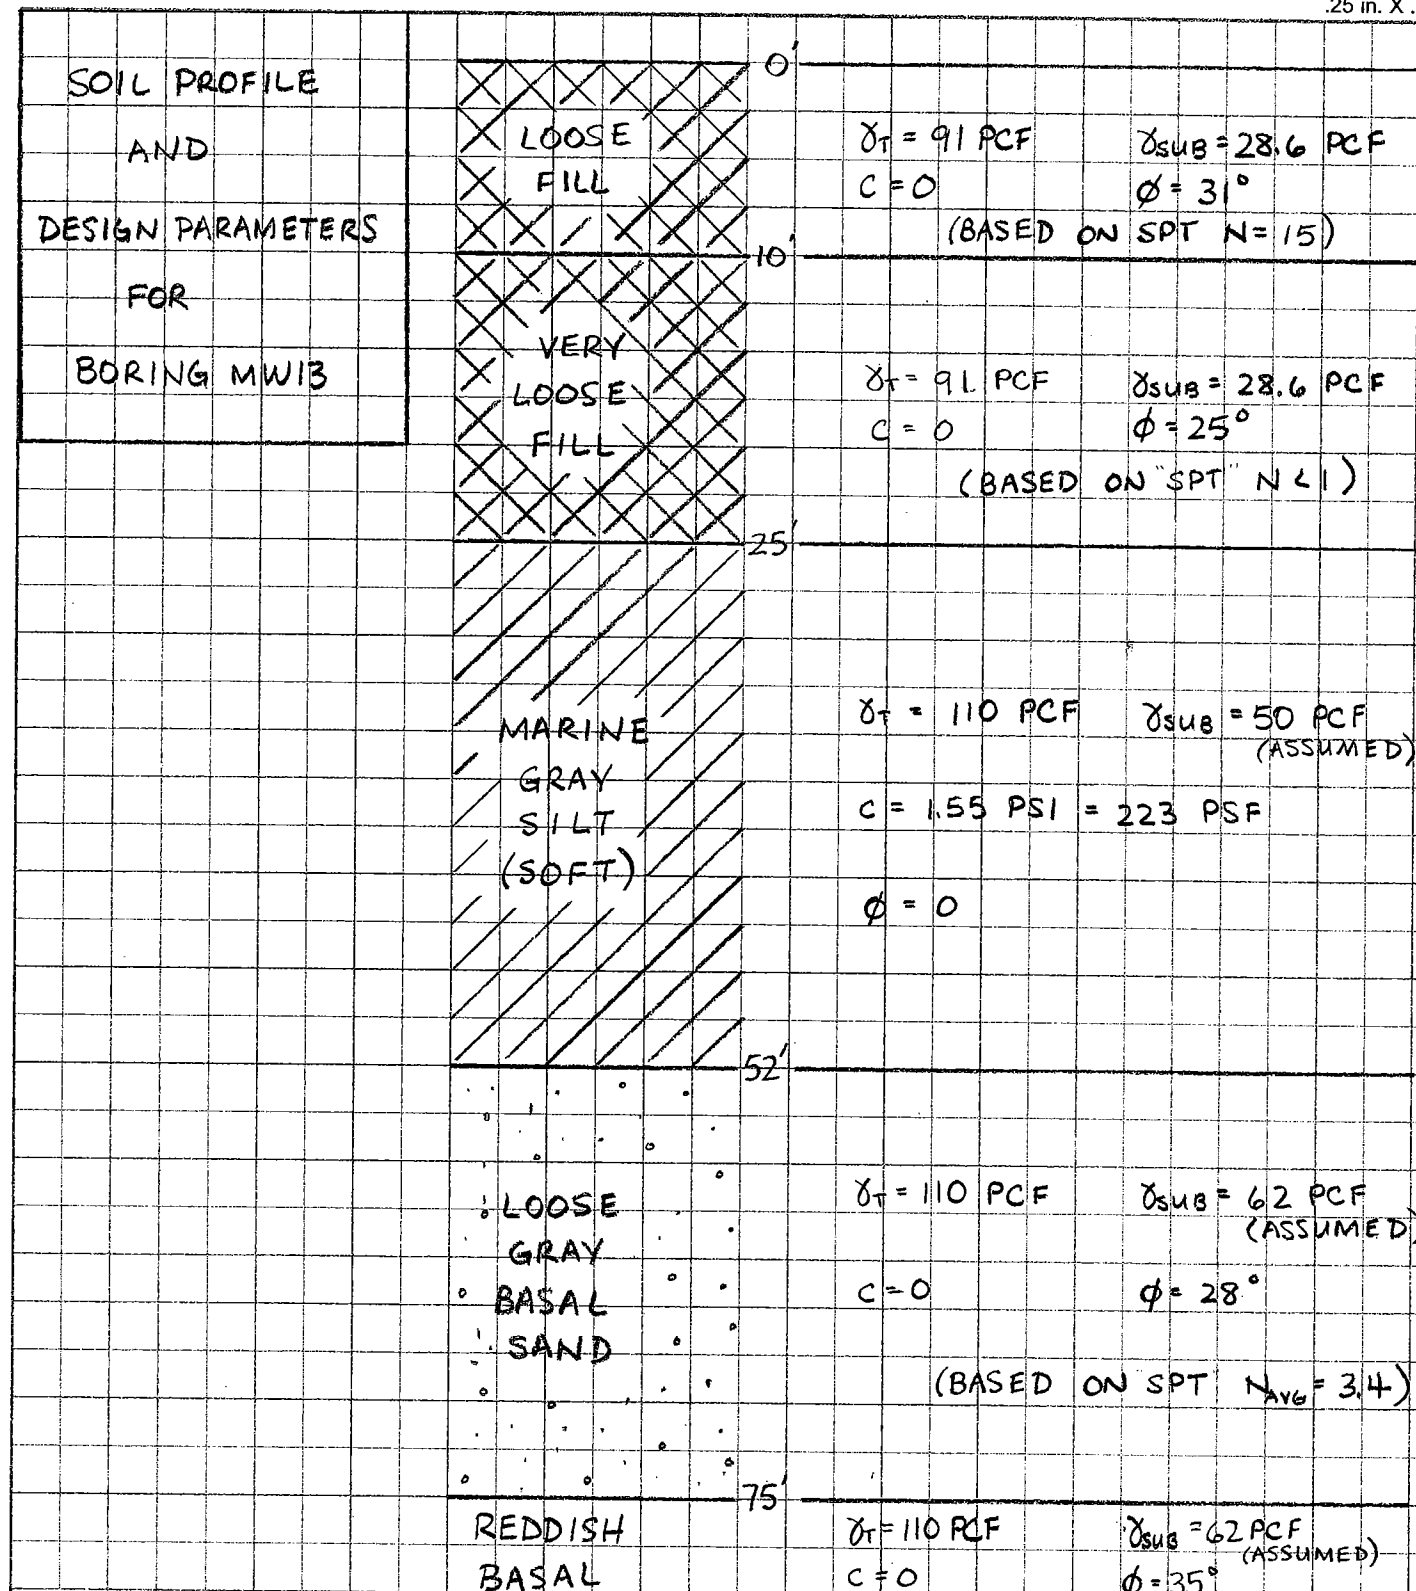 .25 in. X .
SOIL PROFILE
AND
DESIGN PARAMETERS
FOR
BORING MW13
0'
LOOSE
FILL
γT = 91 PCF γSUB = 28.6 PCF
C = 0 φ = 31°
(BASED ON SPT N = 15)
10'
VERY
LOOSE
FILL
γT = 91 PCF γSUB = 28.6 PCF
C = 0 φ = 25°
(BASED ON "SPT" N < 1)
25'
MARINE
GRAY
SILT
(SOFT)
γT = 110 PCF γSUB = 50 PCF
(ASSUMED)
C = 1.55 PSI = 223 PSF
φ = 0
52'
LOOSE
GRAY
BASAL
SAND
γT = 110 PCF γSUB = 62 PCF
(ASSUMED)
C = 0 φ = 28°
(BASED ON SPT NAVG = 3.4)
75'
REDDISH
BASAL
γT = 110 PCF γSUB = 62 PCF
(ASSUMED)
C = 0 φ = 35°